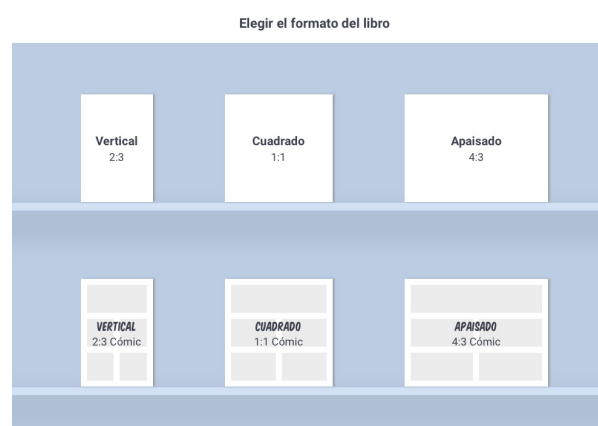 Elegir el formato del libro
Vertical
2:3
Cuadrado
1:1
Apaisado
4:3
VERTICAL
2:3 Cómic
CUADRADO
1:1 Cómic
APAISADO
4:3 Cómic